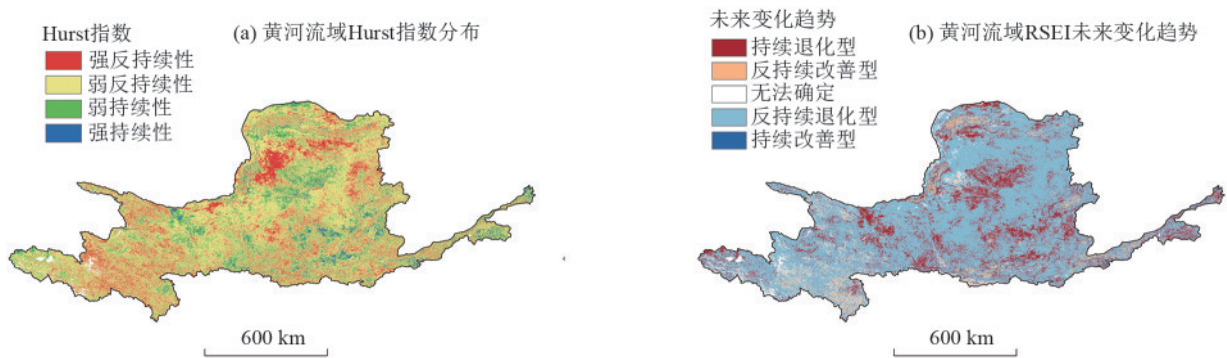 Hurst指数
强反持续性
弱反持续性
弱持续性
强持续性
(a) 黄河流域Hurst指数分布
600 km
未来变化趋势
持续退化型
反持续改善型
无法确定
反持续退化型
持续改善型
(b) 黄河流域RSEI未来变化趋势
600 km